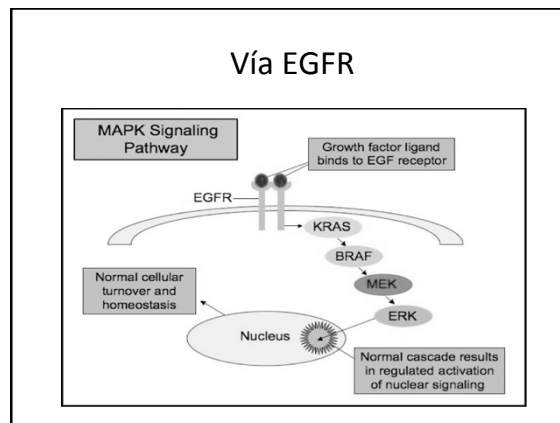 Vía EGFR
MAPK Signaling
Pathway
Growth factor ligand
binds to EGF receptor
EGFR
KRAS
BRAF
MEK
ERK
Normal cellular
turnover and
homeostasis
Nucleus
Normal cascade results
in regulated activation
of nuclear signaling